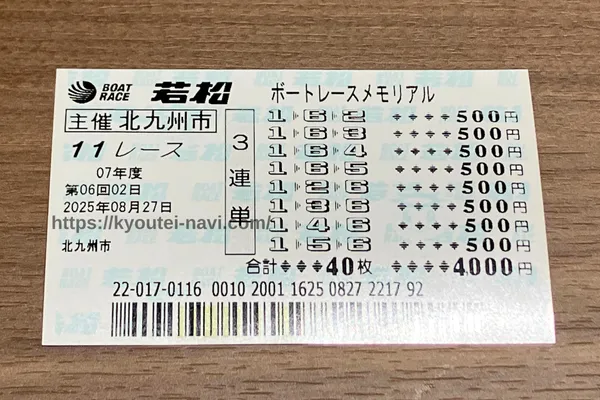 BOAT RACE 若松 ボートレースメモリアル
主催 北九州市
11レース
07年度
第06回02日
2025年08月27日
https://kyoutei-navi.com/
北九州市
3連単
1 6 2 500円
1 6 3 500円
1 6 4 500円
1 6 5 500円
1 2 6 500円
1 3 6 500円
1 4 6 500円
1 5 6 500円
合計 40枚 4000円
22-017-0116 0010 2001 1625 0827 2217 92